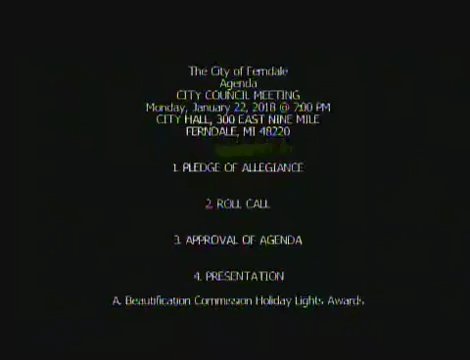 The City of Ferndale
Agenda
CITY COUNCIL MEETING
Monday, January 22, 2018 @ 7:00 PM
CITY HALL, 300 EAST NINE MILE
FERNDALE, MI 48220
1. PLEDGE OF ALLEGIANCE
2. ROLL CALL
3. APPROVAL OF AGENDA
4. PRESENTATION
A. Beautification Commission Holiday Lights Awards